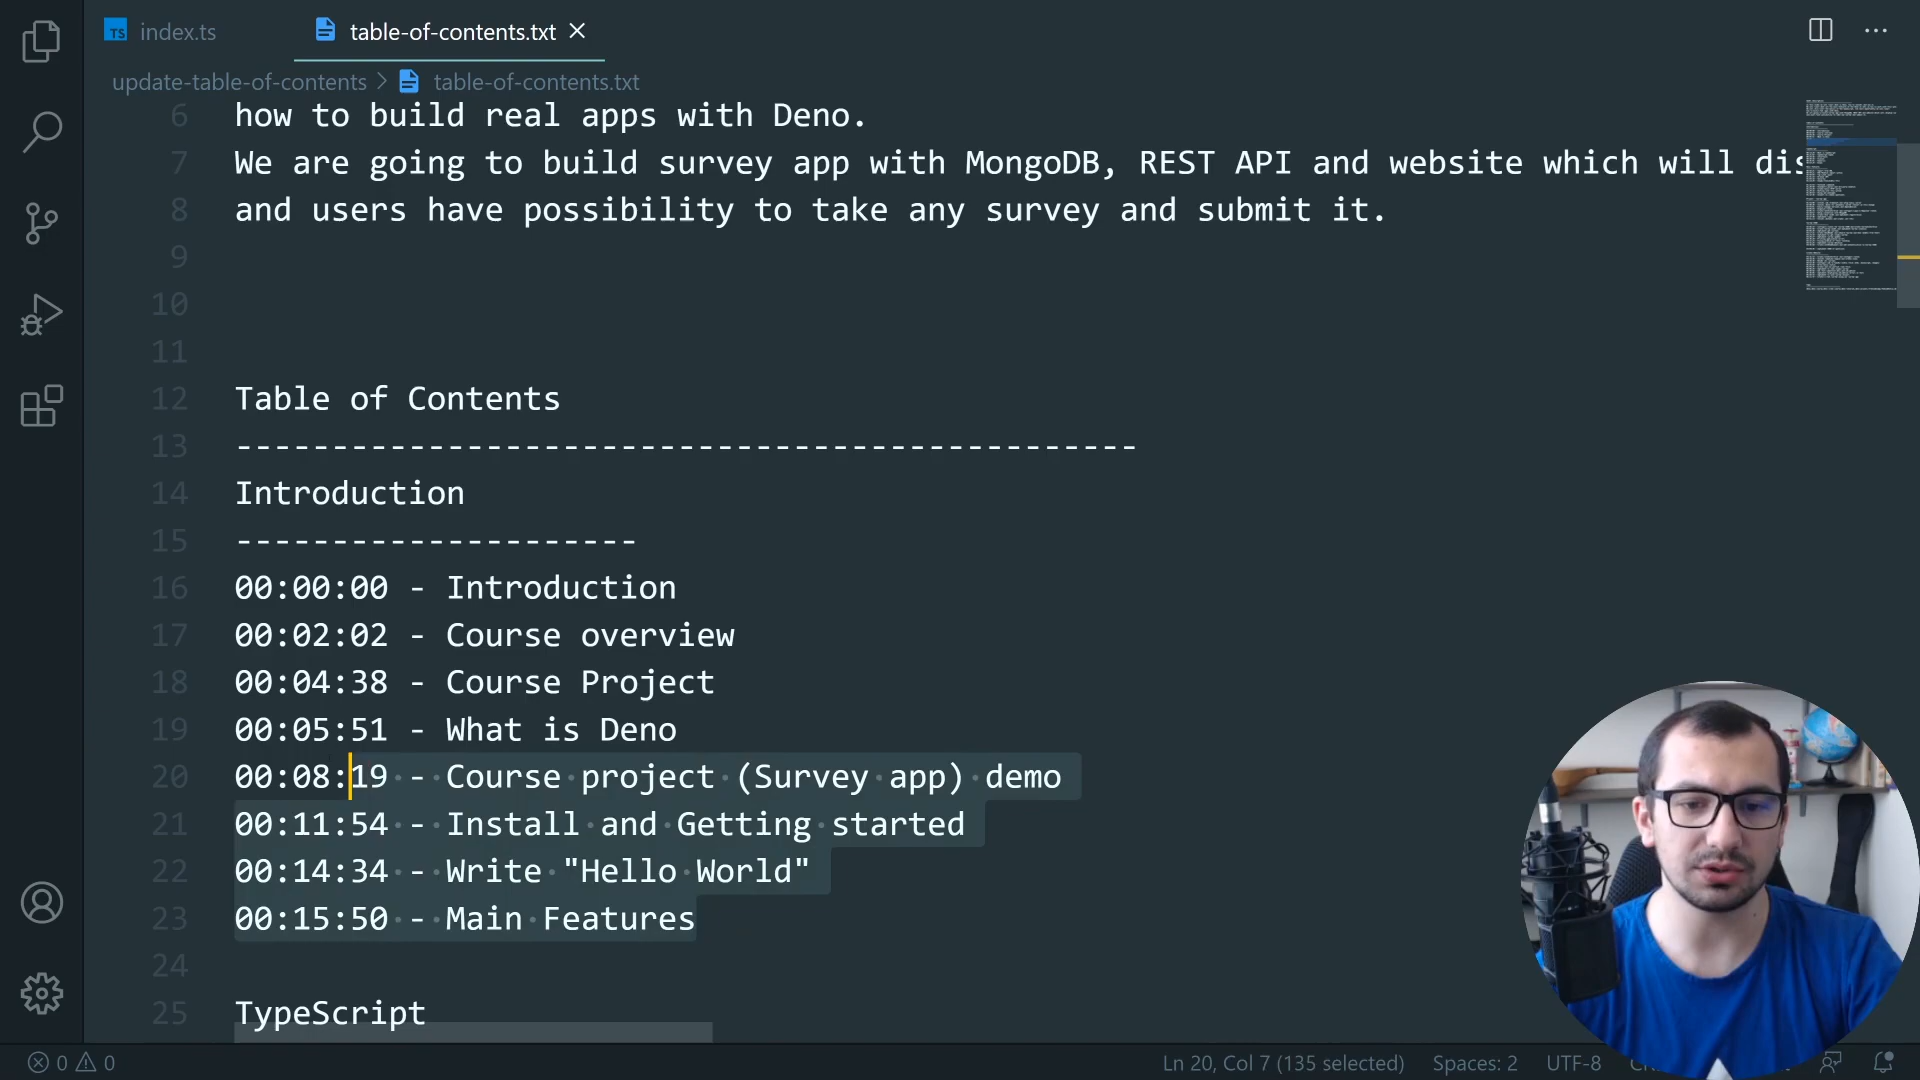 TS index.ts
table-of-contents.txt
update-table-of-contents > table-of-contents.txt
6 how to build real apps with Deno.
7 We are going to build survey app with MongoDB, REST API and website which will dis
8 and users have possibility to take any survey and submit it.
9
10
11
12 Table of Contents
13 -----------------------------------------------
14 Introduction
15 ---------------------
16 00:00:00 - Introduction
17 00:02:02 - Course overview
18 00:04:38 - Course Project
19 00:05:51 - What is Deno
20 00:08:19 - Course project (Survey app) demo
21 00:11:54 - Install and Getting started
22 00:14:34 - Write "Hello World"
23 00:15:50 - Main Features
24
25 TypeScript
0 0 Ln 20, Col 7 (135 selected) Spaces: 2 UTF-8